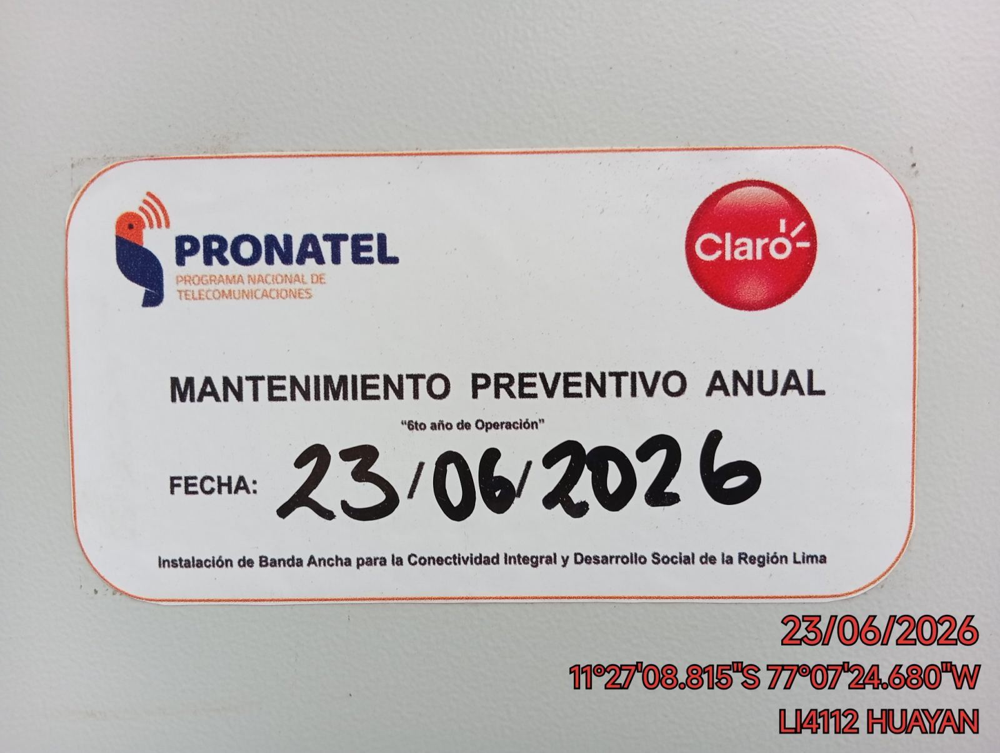 PRONATEL
PROGRAMA NACIONAL DE
TELECOMUNICACIONES
Claro
MANTENIMIENTO PREVENTIVO ANUAL
“6to año de Operación”
FECHA: 23/06/2026
Instalación de Banda Ancha para la Conectividad Integral y Desarrollo Social de la Región Lima
23/06/2026
11°27'08.815"S 77°07'24.680"W
LI4112 HUAYAN